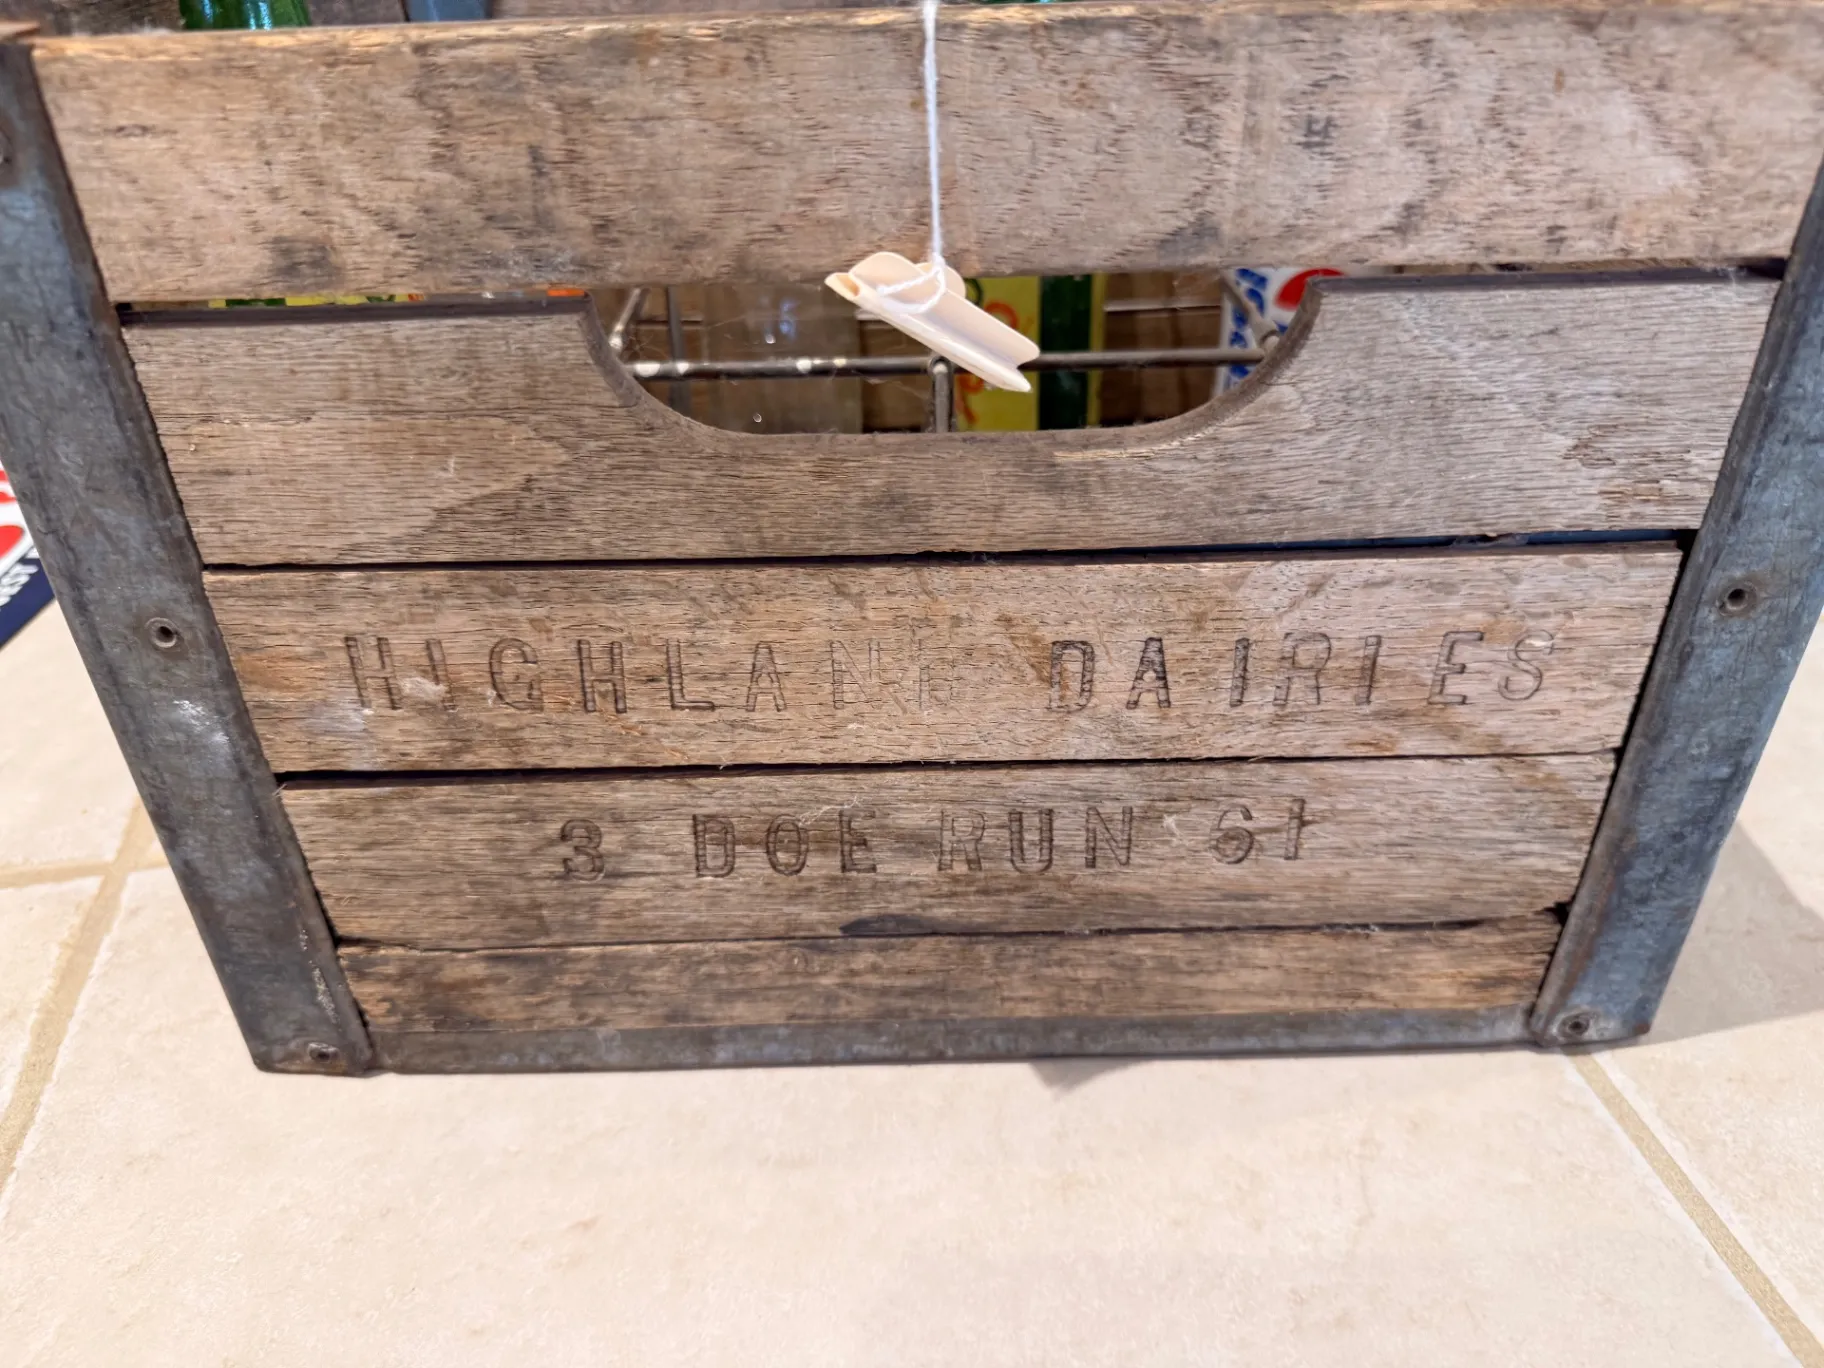 HIGHLAND DAIRIES
3 DOE RUN 61